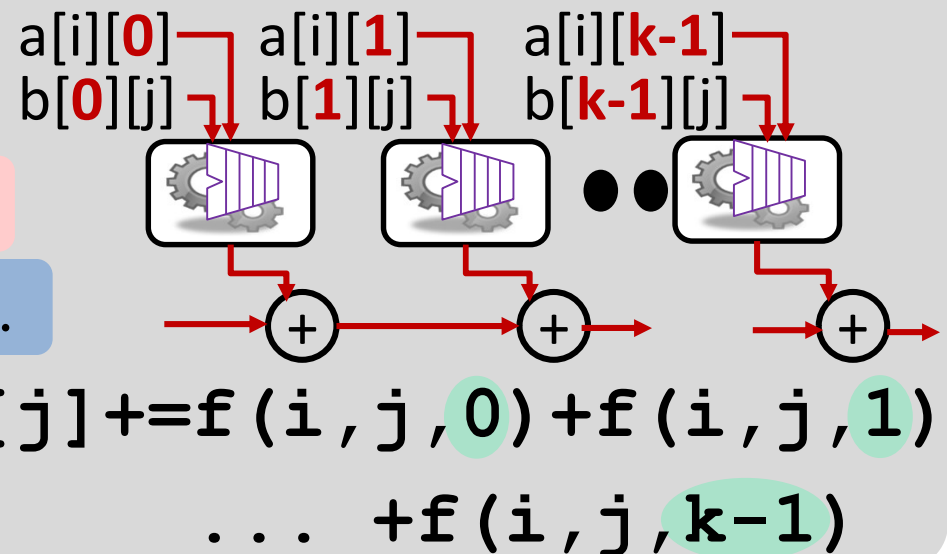 a[i][0] a[i][1] a[i][k-1]
b[0][j] b[1][j] b[k-1][j]
+ + +
.
[j]+=f(i,j,0)+f(i,j,1)
... +f(i,j,k-1)